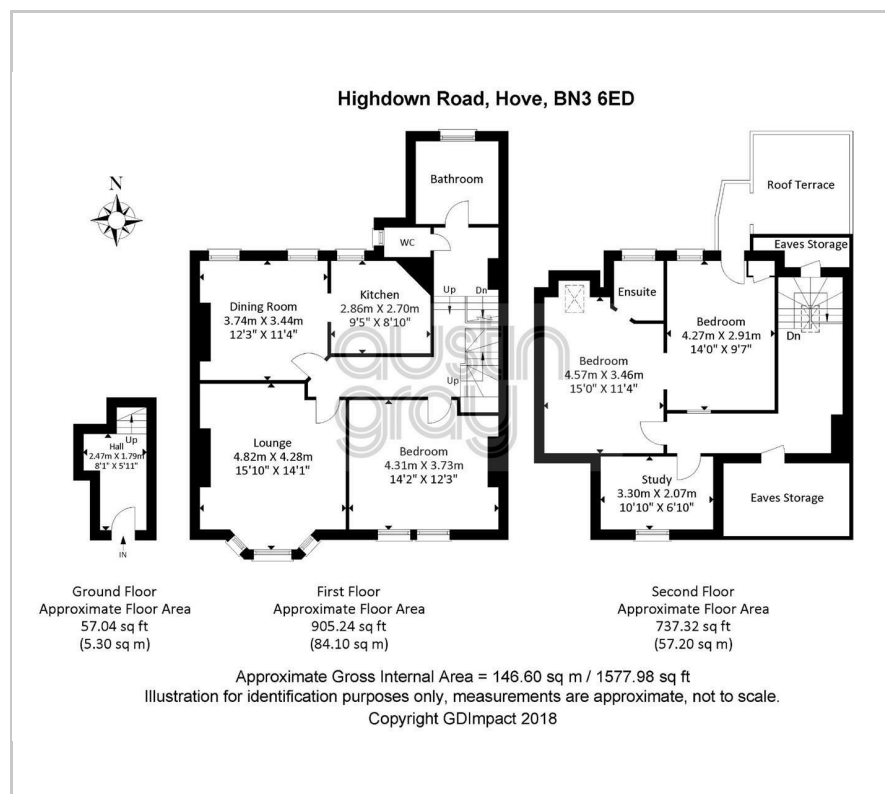 Highdown Road, Hove, BN3 6ED
N
Bathroom
WC
Up
Dn
Dining Room
3.74m X 3.44m
12'3" X 11'4"
Kitchen
2.86m X 2.70m
9'5" X 8'10"
Up
Lounge
4.82m X 4.28m
15'10" X 14'1"
Bedroom
4.31m X 3.73m
14'2" X 12'3"
Up
Hall
2.47m X 1.79m
8'1" X 5'11"
IN
Roof Terrace
Eaves Storage
Ensuite
Bedroom
4.27m X 2.91m
14'0" X 9'7"
Dn
Bedroom
4.57m X 3.46m
15'0" X 11'4"
Study
3.30m X 2.07m
10'10" X 6'10"
Eaves Storage
austin
gray
Ground Floor
Approximate Floor Area
57.04 sq ft
(5.30 sq m)
First Floor
Approximate Floor Area
905.24 sq ft
(84.10 sq m)
Second Floor
Approximate Floor Area
737.32 sq ft
(57.20 sq m)
Approximate Gross Internal Area = 146.60 sq m / 1577.98 sq ft
Illustration for identification purposes only, measurements are approximate, not to scale.
Copyright GDImpact 2018